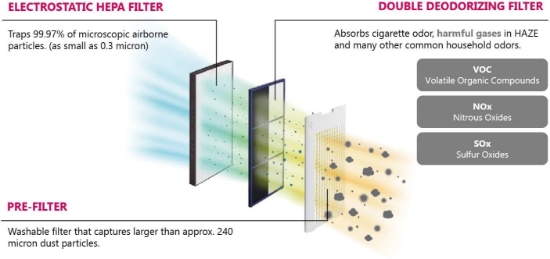 ELECTROSTATIC HEPA FILTER
Traps 99.97% of microscopic airborne
particles. (as small as 0.3 micron)
DOUBLE DEODORIZING FILTER
Absorbs cigarette odor, harmful gases in HAZE
and many other common household odors.
VOC
Volatile Organic Compounds
NOx
Nitrous Oxides
SOx
Sulfur Oxides
PRE-FILTER
Washable filter that captures larger than approx. 240
micron dust particles.